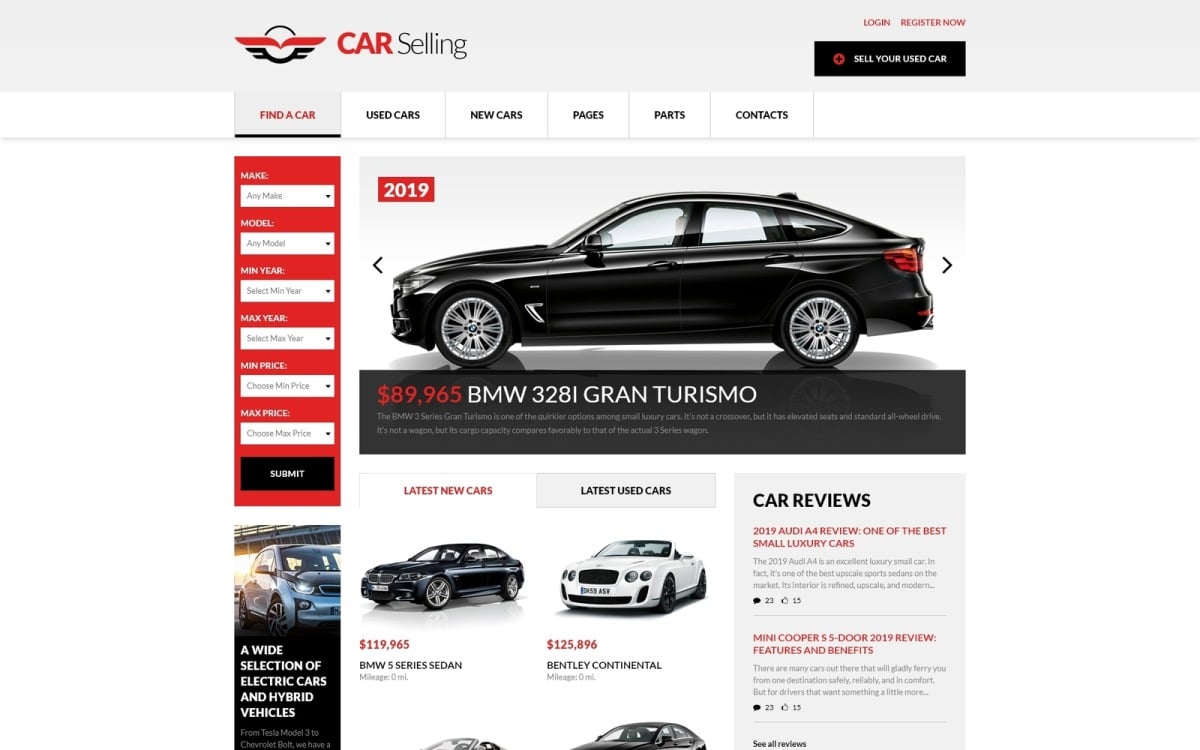 CAR Selling
LOGIN REGISTER NOW
SELL YOUR USED CAR
FIND A CAR USED CARS NEW CARS PAGES PARTS CONTACTS
MAKE:
Any Make
MODEL:
Any Model
MIN YEAR:
Select Min Year
MAX YEAR:
Select Max Year
MIN PRICE:
Choose Min Price
MAX PRICE:
Choose Max Price
SUBMIT
2019
$89,965 BMW 328I GRAN TURISMO
The BMW 3 Series Gran Turismo is one of the quirkier options among small luxury cars. It's not a crossover, but it has elevated seats and standard all-wheel drive.
It's not a wagon, but its cargo capacity compares favorably to that of the actual 3 Series wagon.
A WIDE
SELECTION OF
ELECTRIC CARS
AND HYBRID
VEHICLES
From Tesla Model 3 to
Chevrolet Bolt, we have a
LATEST NEW CARS LATEST USED CARS
DK59 ASV
$119,965
BMW 5 SERIES SEDAN
Mileage: 0 mi.
$125,896
BENTLEY CONTINENTAL
Mileage: 0 mi.
CAR REVIEWS
2019 AUDI A4 REVIEW: ONE OF THE BEST
SMALL LUXURY CARS
The 2019 Audi A4 is an excellent luxury small car. In
fact, it's one of the best upscale sports sedans on the
market. Its interior is refined, upscale, and modern...
23 15
MINI COOPER S 5-DOOR 2019 REVIEW:
FEATURES AND BENEFITS
There are many cars out there that will gladly ferry you
from one destination safely, reliably, and in comfort.
But for drivers that want something a little more...
23 15
See all reviews